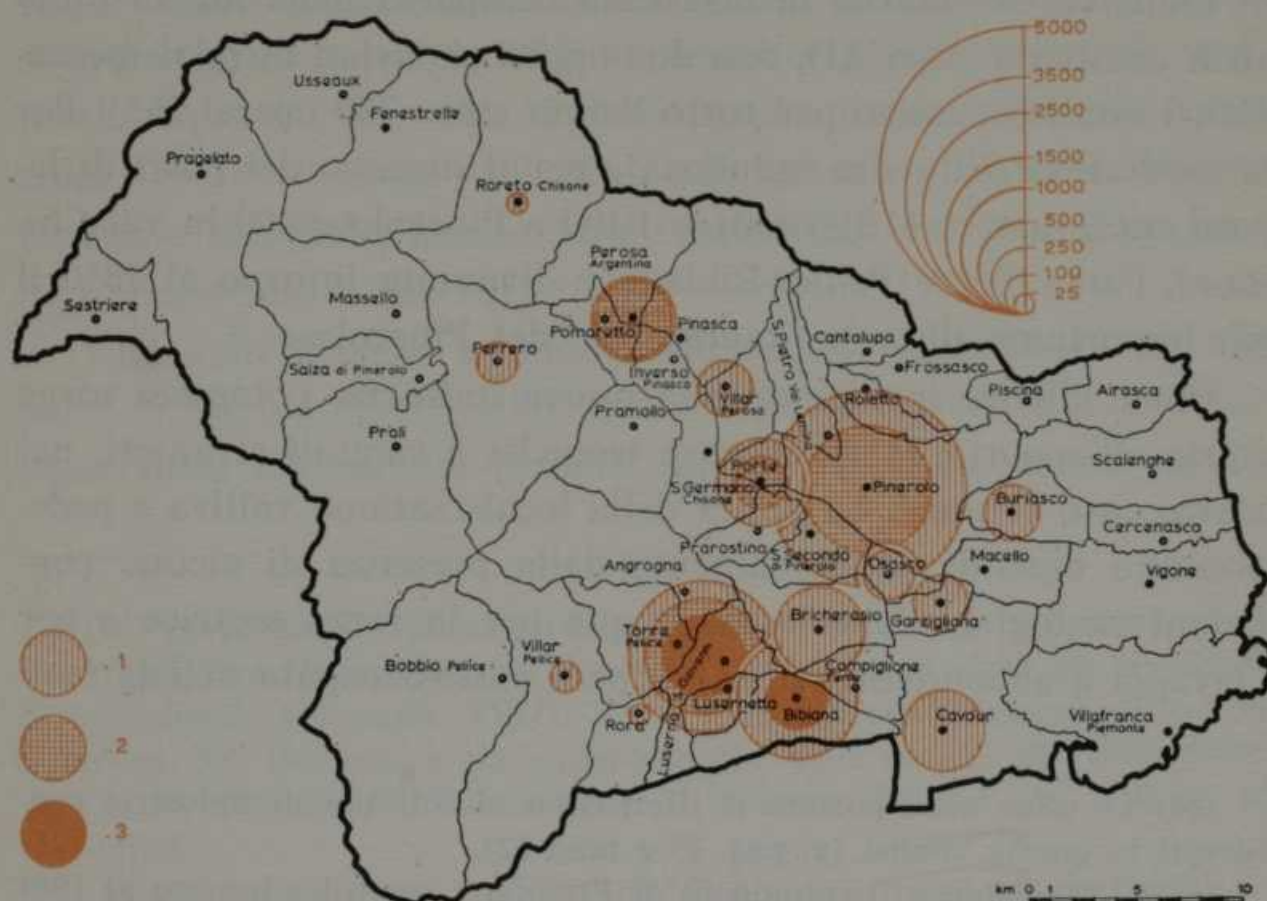 5000
3500
2500
1500
1000
500
250
100
25
Usseaux
Fenestrelle
Pragelato
Roreto Chisone
Perosa
Argentina
Massello
Sestriere
Pomaretto
Pinasca
Cantalupa
Frossasco
Perrero
Inverso
Pinasca
S. Pietro Val Lemina
Salza di Pinerolo
Villar
Perosa
Roletto
Piscina
Airasca
Pramollo
Prali
Porte
Scalenghe
S. Germano
Chisone
Pinerolo
Buriasco
Cercenasco
Prarostino
S. Secondo
di Pinerolo
Osasco
Macello
Vigone
Angrogna
Garzigliana
Bricherasio
Torre
Pellice
Villar
Pellice
Bobbio Pellice
Luserna S. Giovanni
Campiglione
Fenile
Lusernetta
Rorà
Bibiana
Cavour
Villafranca
Piemonte
1
2
3
km 0 1 5 10